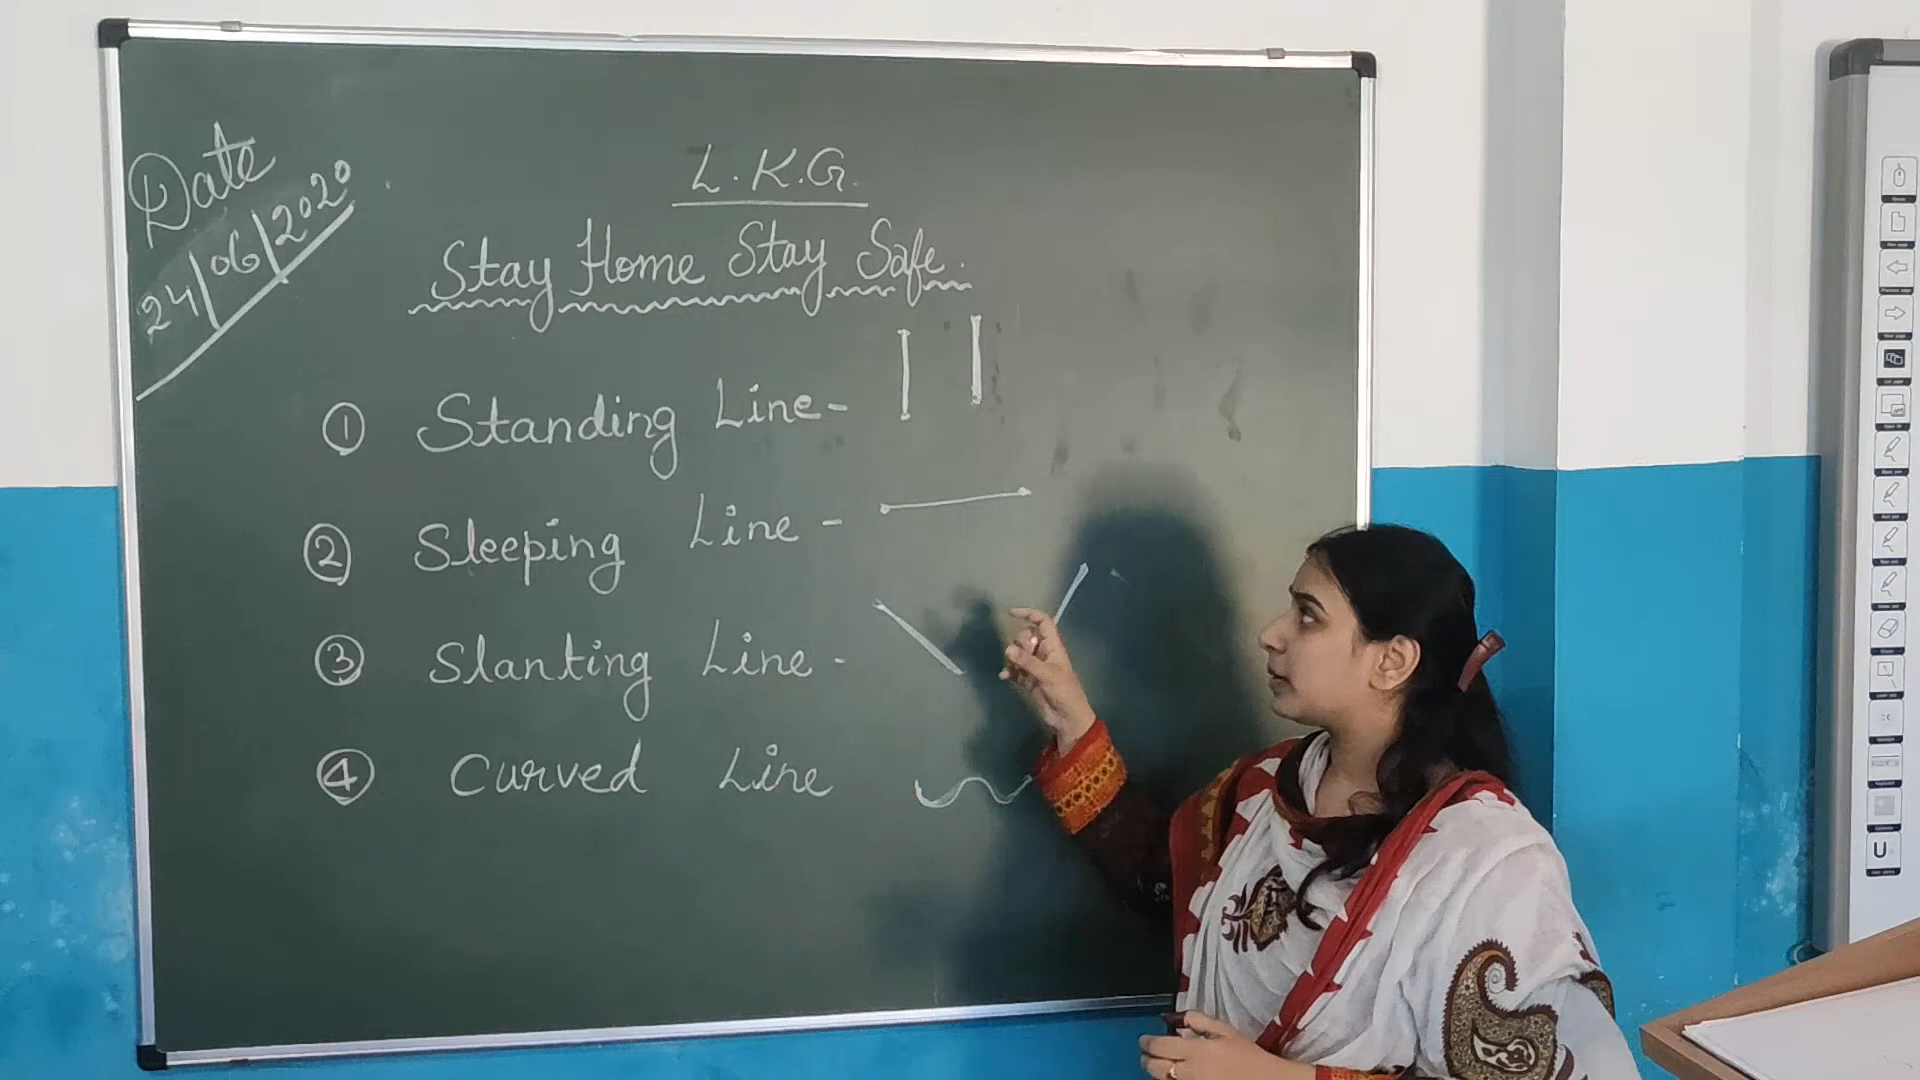 Date
24/06/2020
L.K.G.
Stay Home Stay Safe.
① Standing Line-
② Sleeping Line -
③ Slanting Line -
④ Curved Line